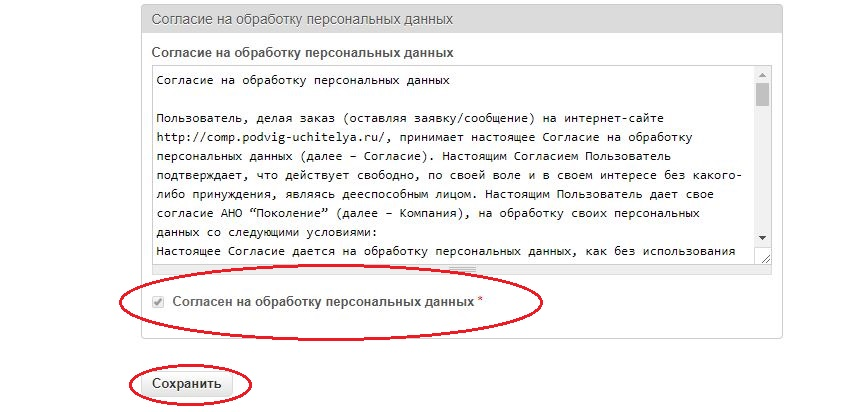 Согласие на обработку персональных данных
Согласие на обработку персональных данных
Согласие на обработку персональных данных
Пользователь, делая заказ (оставляя заявку/сообщение) на интернет-сайте
http://comp.podvig-uchitelya.ru/, принимает настоящее Согласие на обработку
персональных данных (далее – Согласие). Настоящим Согласием Пользователь
подтверждает, что действует свободно, по своей воле и в своем интересе без какого-
либо принуждения, являясь дееспособным лицом. Настоящим Пользователь дает свое
согласие АНО “Поколение” (далее – Компания), на обработку своих персональных
данных со следующими условиями:
Настоящее Согласие дается на обработку персональных данных, как без использования
Согласен на обработку персональных данных *
Сохранить